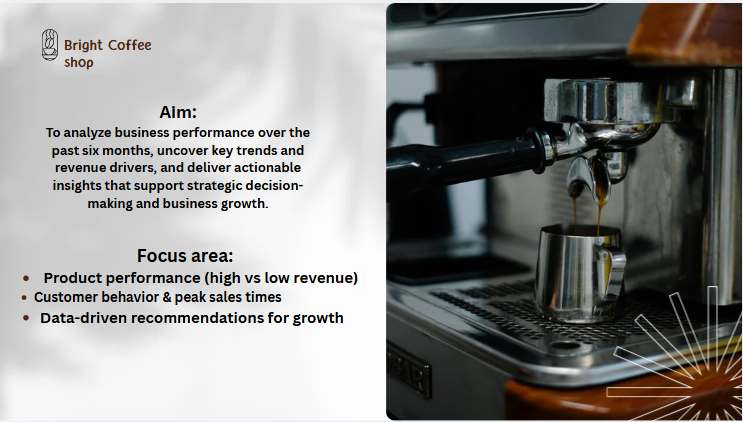 Bright Coffee
shop
Aim:
To analyze business performance over the
past six months, uncover key trends and
revenue drivers, and deliver actionable
insights that support strategic decision-
making and business growth.
Focus area:
• Product performance (high vs low revenue)
• Customer behavior & peak sales times
• Data-driven recommendations for growth